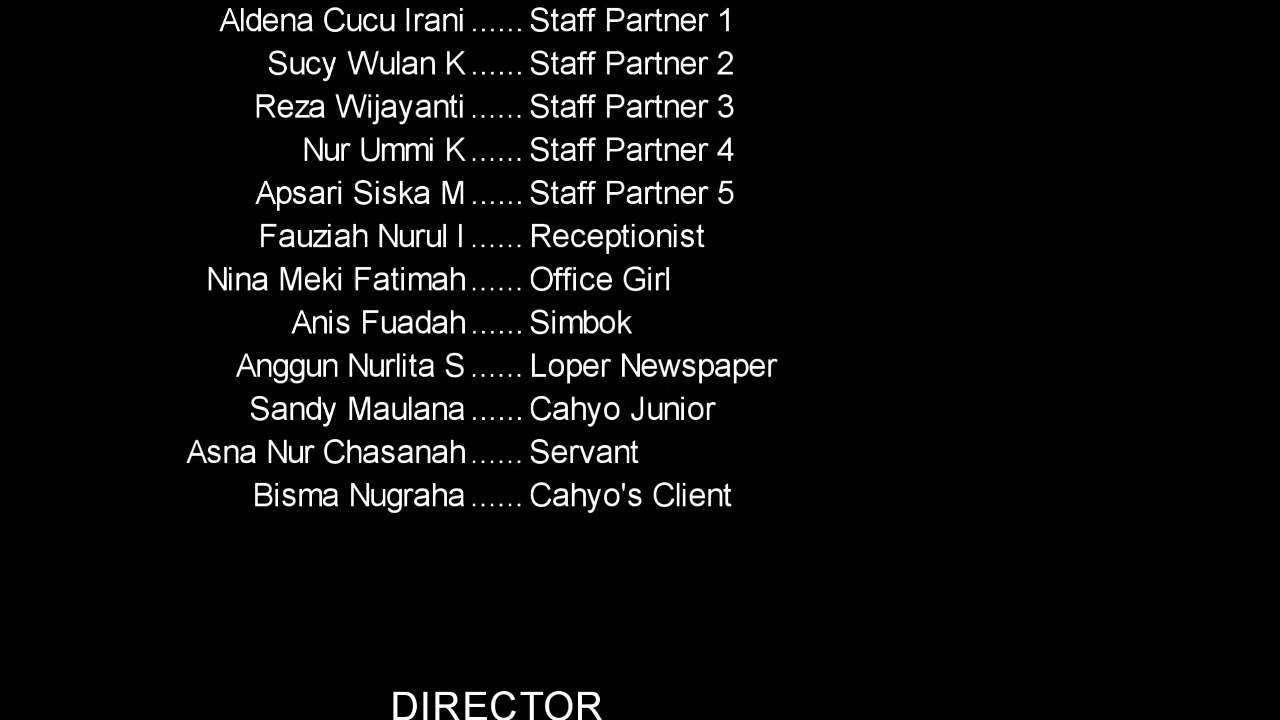 Aldena Cucu Irani ...... Staff Partner 1
Sucy Wulan K ...... Staff Partner 2
Reza Wijayanti ...... Staff Partner 3
Nur Ummi K ...... Staff Partner 4
Apsari Siska M ...... Staff Partner 5
Fauziah Nurul I ...... Receptionist
Nina Meki Fatimah ...... Office Girl
Anis Fuadah ...... Simbok
Anggun Nurlita S ...... Loper Newspaper
Sandy Maulana ...... Cahyo Junior
Asna Nur Chasanah ...... Servant
Bisma Nugraha ...... Cahyo's Client
DIRECTOR